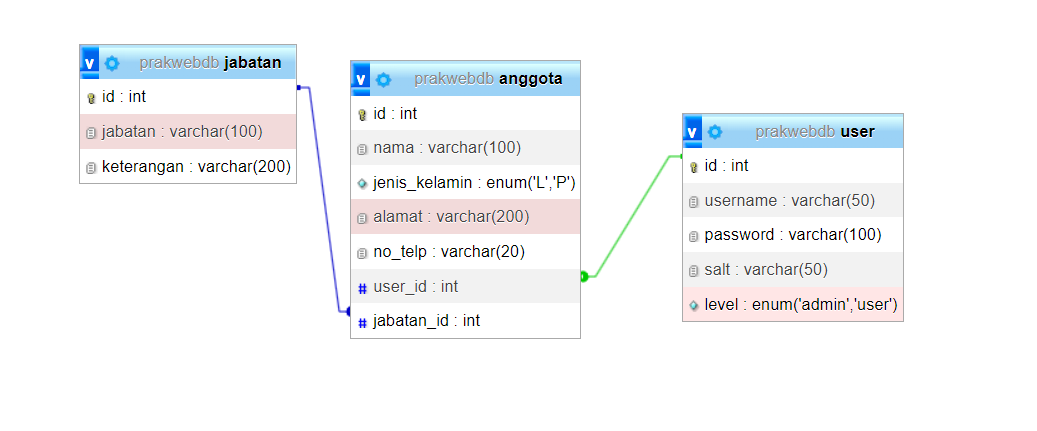 v prakwebdb jabatan
id : int
jabatan : varchar(100)
keterangan : varchar(200)
v prakwebdb anggota
id : int
nama : varchar(100)
jenis_kelamin : enum('L','P')
alamat : varchar(200)
no_telp : varchar(20)
# user_id : int
# jabatan_id : int
v prakwebdb user
id : int
username : varchar(50)
password : varchar(100)
salt : varchar(50)
level : enum('admin','user')